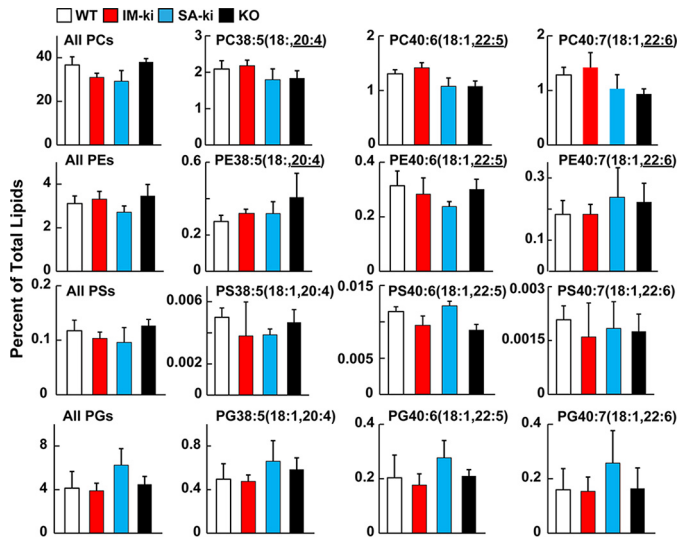 WT IM-ki SA-ki KO
Percent of Total Lipids
All PCs
40
20
0
PC38:5(18:,20:4)
3
2
1
0
PC40:6(18:1,22:5)
2
1
0
PC40:7(18:1,22:6)
2
1
0
All PEs
6
4
2
0
PE38:5(18:,20:4)
0.6
0.2
0
PE40:6(18:1,22:5)
0.4
0.2
0
PE40:7(18:1,22:6)
0.3
0.2
0.1
0
All PSs
0.2
0.1
0
PS38:5(18:1,20:4)
0.006
0.002
0
PS40:6(18:1,22:5)
0.015
0.005
0
PS40:7(18:1,22:6)
0.003
0.0015
0
All PGs
8
4
0
PG38:5(18:1,20:4)
0.8
0.4
0
PG40:6(18:1,22:5)
0.4
0.2
0
PG40:7(18:1,22:6)
0.4
0.2
0